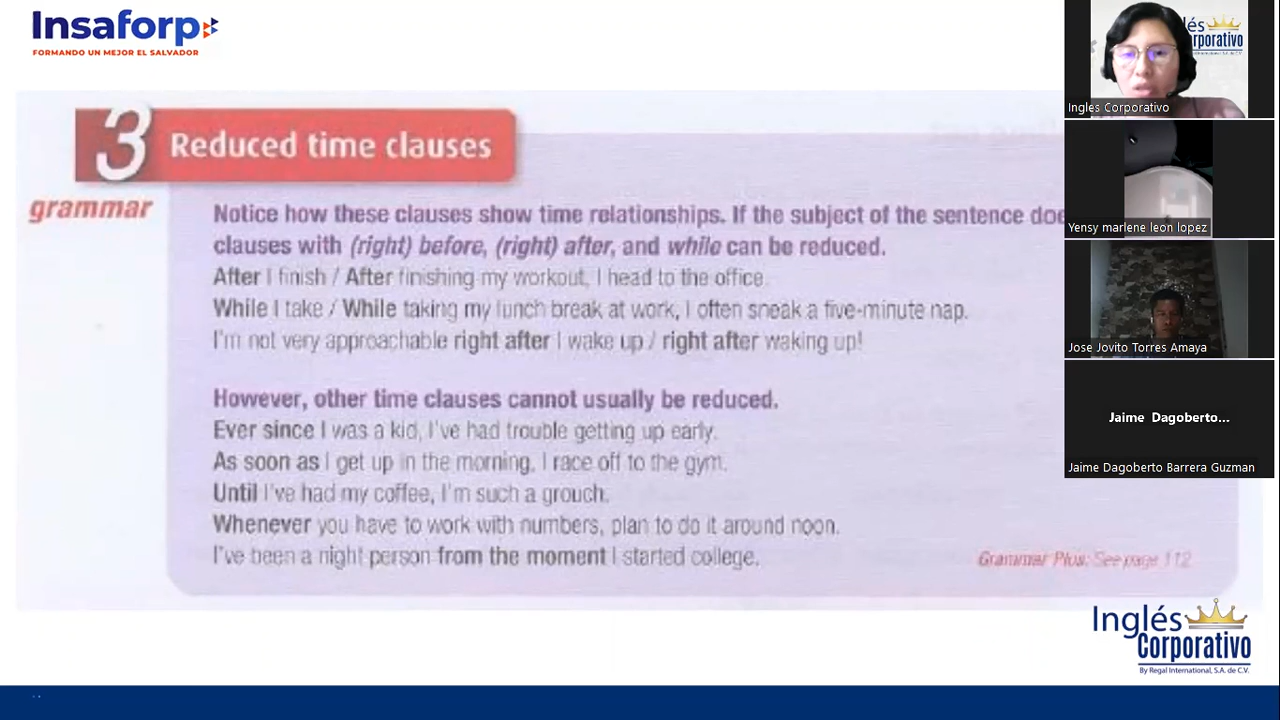 Insaforp
FORMANDO UN MEJOR EL SALVADOR
3 Reduced time clauses
grammar
Notice how these clauses show time relationships. If the subject of the sentence doe
clauses with (right) before, (right) after, and while can be reduced.
After I finish / After finishing my workout, I head to the office.
While I take / While taking my lunch break at work, I often sneak a five-minute nap.
I'm not very approachable right after I wake up / right after waking up!
However, other time clauses cannot usually be reduced.
Ever since I was a kid, I've had trouble getting up early.
As soon as I get up in the morning, I race off to the gym.
Until I've had my coffee, I'm such a grouch.
Whenever you have to work with numbers, plan to do it around noon.
I've been a night person from the moment I started college.
Grammar Plus: See page 112
Inglés
Corporativo
By Regal International, S.A. de C.V.
és
orporativo
Ingles Corporativo
Yensy marlene leon lopez
Jose Jovito Torres Amaya
Jaime Dagoberto...
Jaime Dagoberto Barrera Guzman